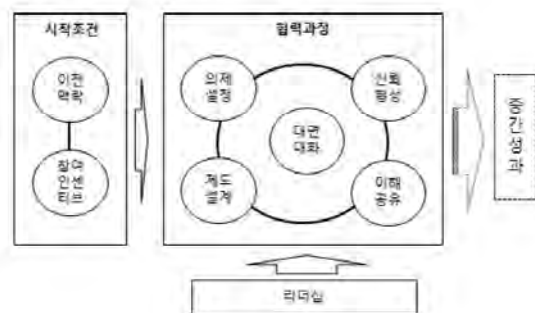 시작조건
협력과정
이전
맥락
참여
인센
티브
의제
설정
신뢰
형성
대면
대화
제도
설계
이해
공유
중
간
성
과
리더십